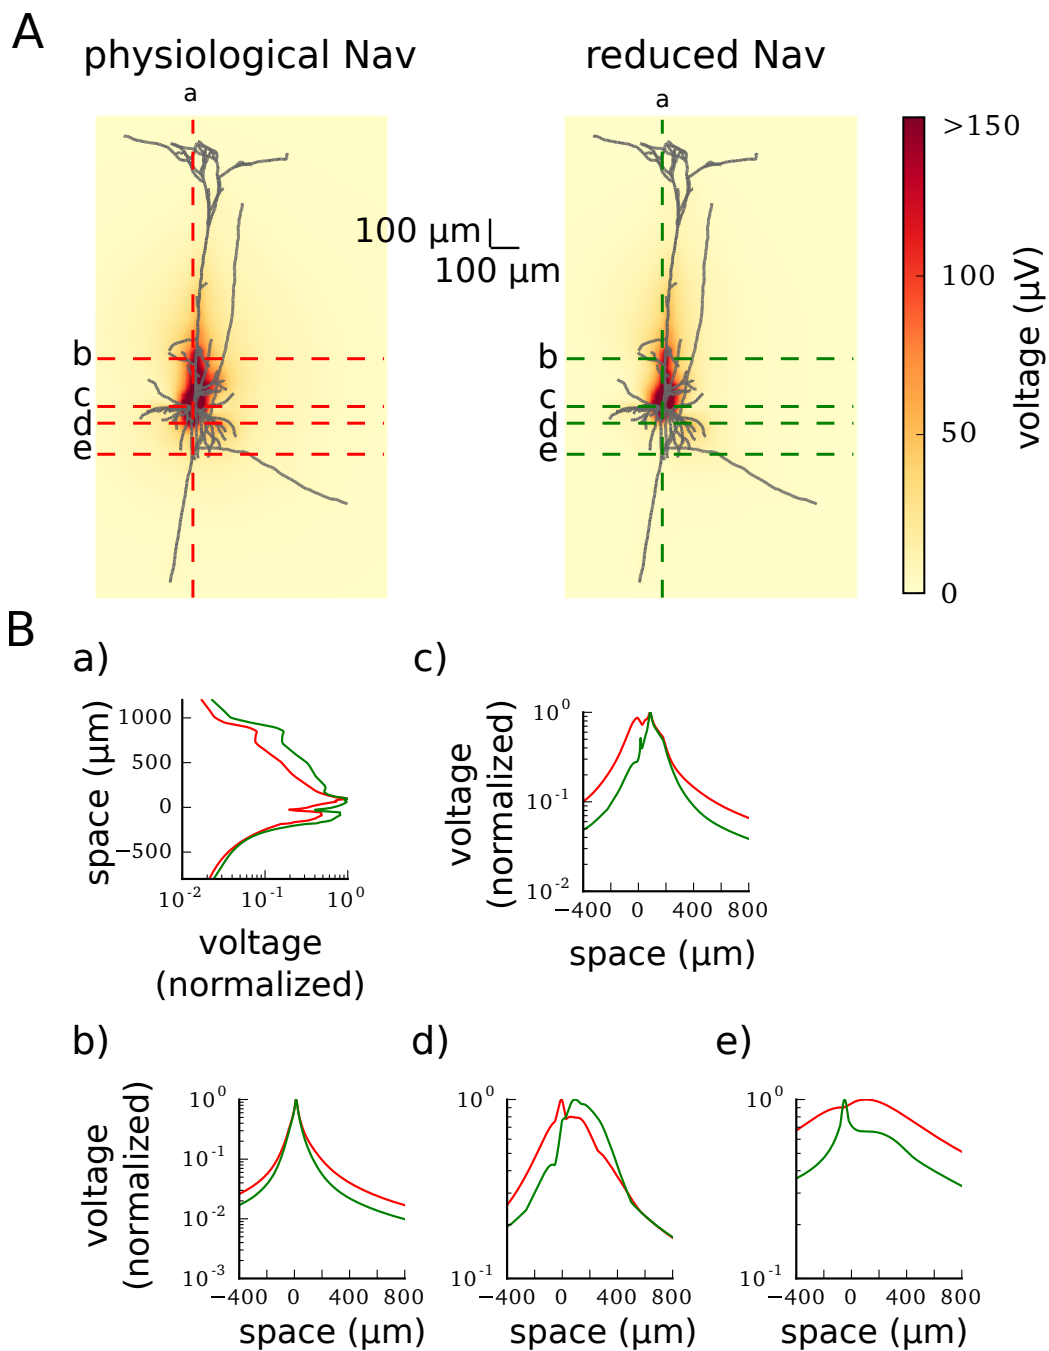 A
physiological Nav
reduced Nav
a
a
>150
100 μm
100 μm
100
voltage (μV)
b
b
c
c
50
d
d
e
e
0
B
a)
c)
1000
500
0
−500
space (μm)
10⁻²
10⁻¹
10⁰
voltage
(normalized)
10⁰
10⁻¹
10⁻²
voltage
(normalized)
−400
0
400
800
space (μm)
b)
d)
e)
10⁰
10⁻¹
10⁻²
10⁻³
voltage
(normalized)
−400
0
400
800
space (μm)
10⁰
10⁻¹
−400
0
400
800
space (μm)
10⁰
10⁻¹
−400
0
400
800
space (μm)